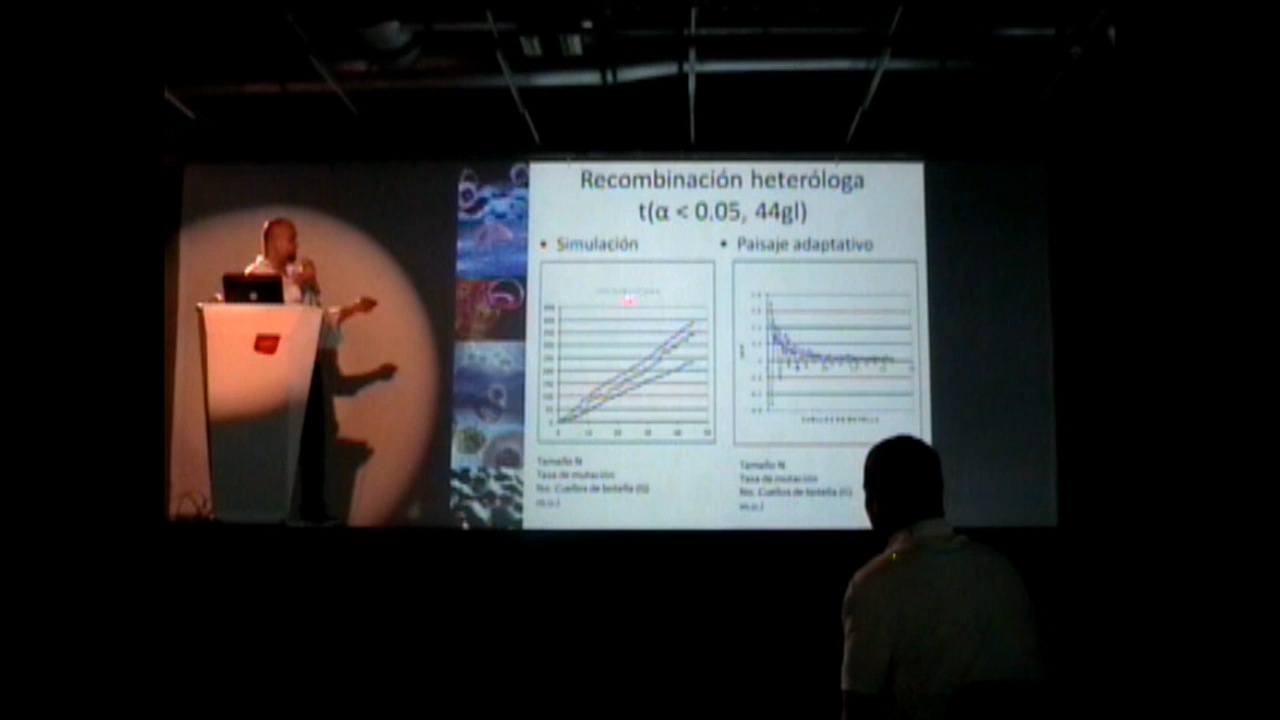 Recombinación heteróloga
t(α < 0.05, 44gl)
• Simulación
• Paisaje adaptativo
Tamaño N
Tasa de mutación
No. Cuellos de botella
Tamaño N
Tasa de mutación
No. Cuellos de botella